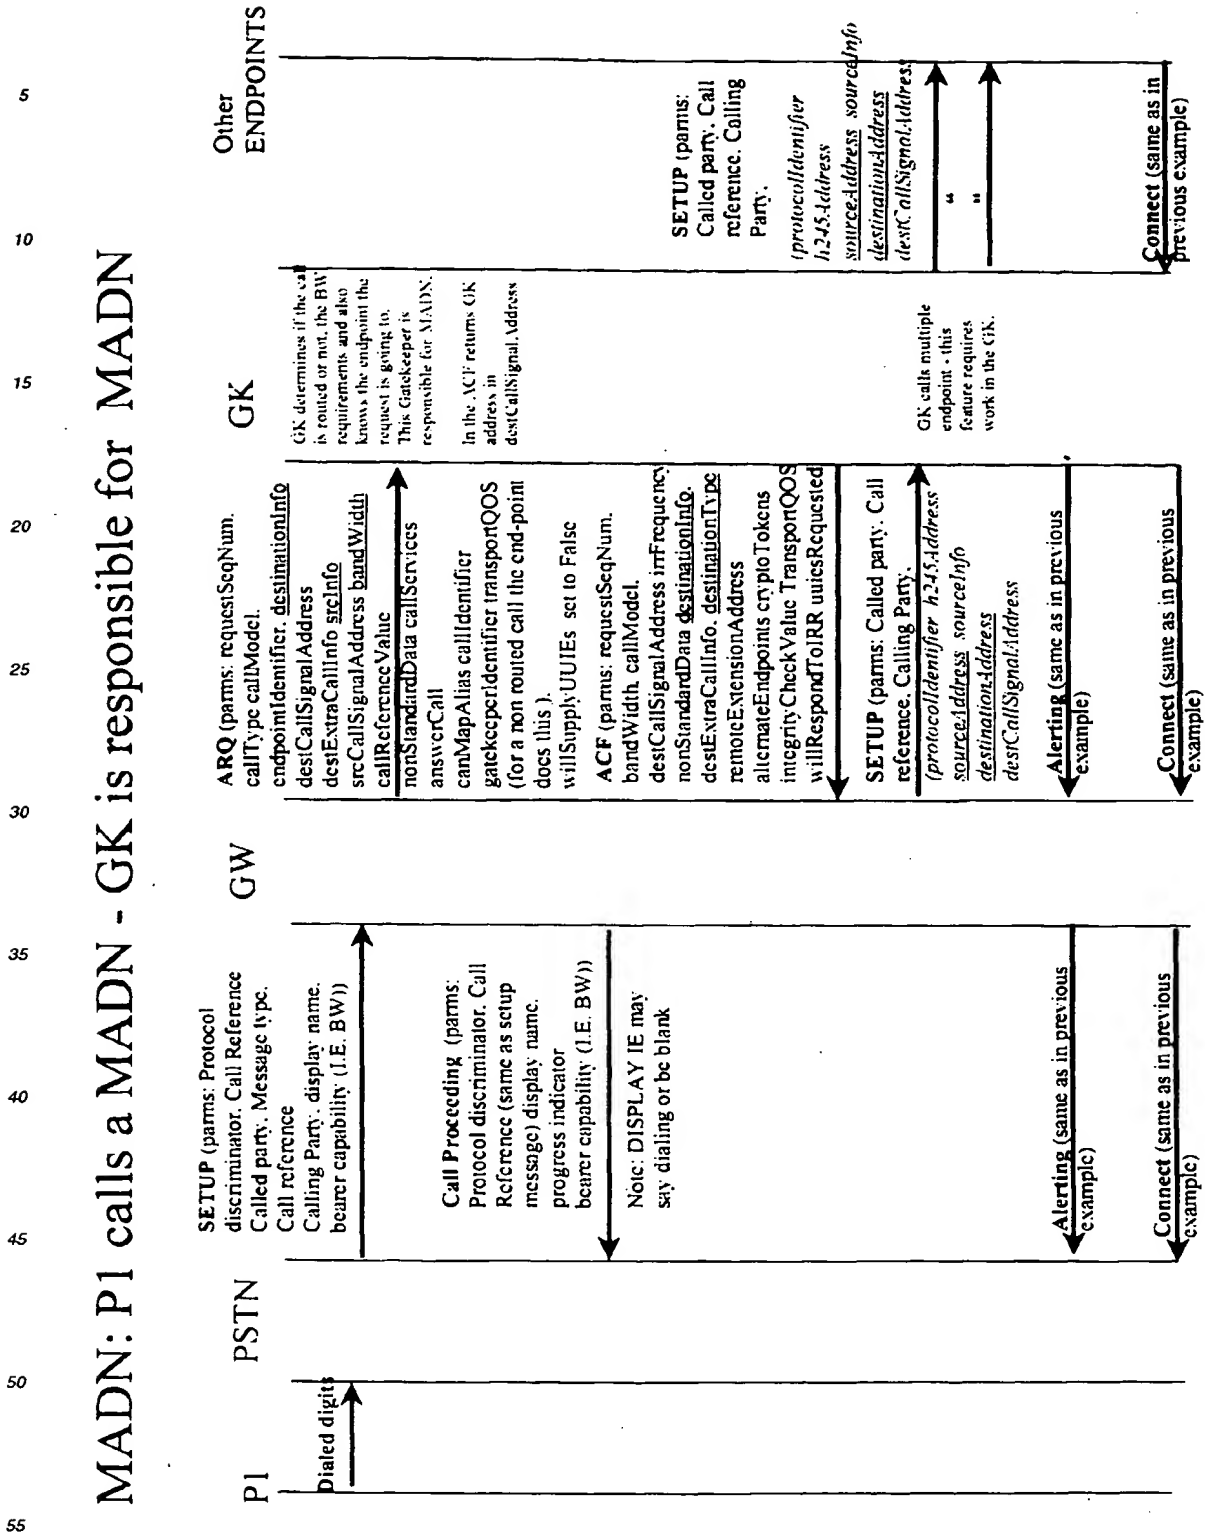 MADN: P1 calls a MADN - GK is responsible for MADN
P1
PSTN
GW
GK
Other
ENDPOINTS
Dialed digits
SETUP (parms: Protocol
discriminator. Call Reference
Called party. Message type.
Call reference
Calling Party. display name.
bearer capability (I.E. BW))
Call Proceeding (parms:
Protocol discriminator. Call
Reference (same as setup
message) display name.
progress indicator
bearer capability (I.E. BW))
Note: DISPLAY IE may
say dialing or be blank
Alerting (same as in previous
example)
Connect (same as in previous
example)
ARQ (parms: requestSeqNum.
callType callModel.
endpointIdentifier. destinationInfo
destCallSignalAddress
destExtraCallInfo srcInfo
srcCallSignalAddress bandWidth
callReferenceValue
nonStandardData callServices
answerCall
canMapAlias callIdentifier
gatekeeperIdentifier transportQOS
(for a non routed call the end-point
does this ).
willSupplyUUIEs set to False
ACF (parms: requestSeqNum.
bandWidth. callModel.
destCallSignalAddress irrFrequency
nonStandardData destinationInfo.
destExtraCallInfo. destinationType
remoteExtensionAddress
alternateEndpoints cryptoTokens
integrityCheckValue TransportQOS
willRespondToIRR uuiesRequested
SETUP (parms: Called party. Call
reference. Calling Party.
(protocolIdentifier h245Address
sourceAddress sourceInfo
destinationAddress
destCallSignalAddress
Alerting (same as in previous
example)
Connect (same as in previous
example)
GK determines if the call
is routed or not. the BW
requirements and also
knows the endpoint the
request is going to.
This Gatekeeper is
responsible for MADN.
In the ACF returns GK
address in
destCallSignalAddress
GK calls multiple
endpoint - this
feature requires
work in the GK.
SETUP (parms:
Called party. Call
reference. Calling
Party.
(protocolIdentifier
h245Address
sourceAddress sourceInfo
destinationAddress
destCallSignalAddress
“ “
Connect (same as in
previous example)
5
10
15
20
25
30
35
40
45
50
55